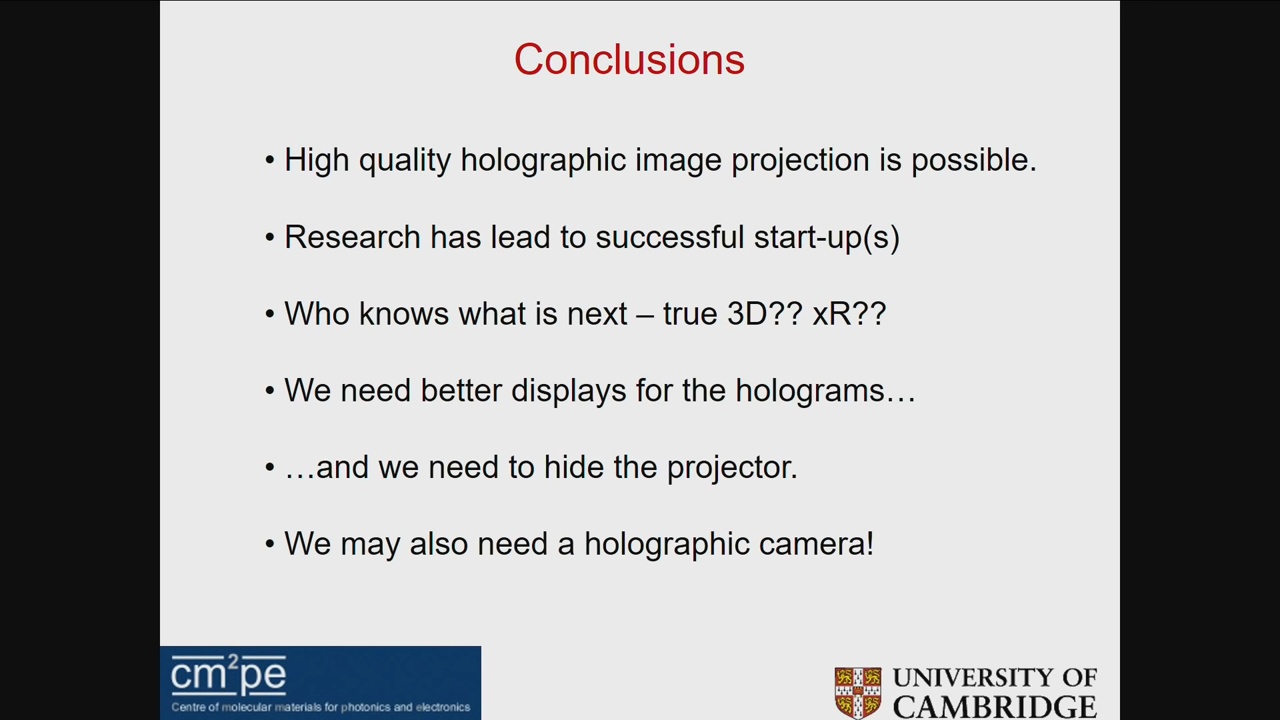 Conclusions
• High quality holographic image projection is possible.
• Research has lead to successful start-up(s)
• Who knows what is next – true 3D?? xR??
• We need better displays for the holograms…
• …and we need to hide the projector.
• We may also need a holographic camera!
cm²pe
Centre of molecular materials for photonics and electronics
UNIVERSITY OF
CAMBRIDGE